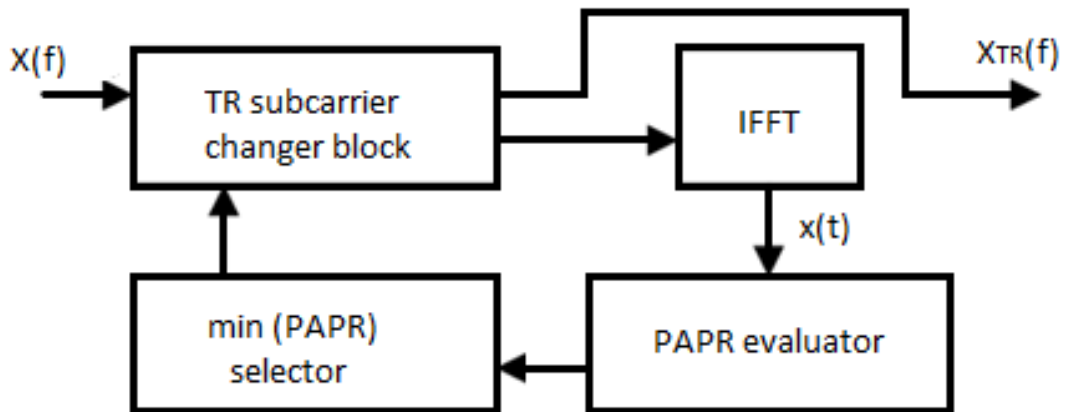 X(f)
XTR(f)
TR subcarrier
changer block
IFFT
x(t)
min (PAPR)
selector
PAPR evaluator